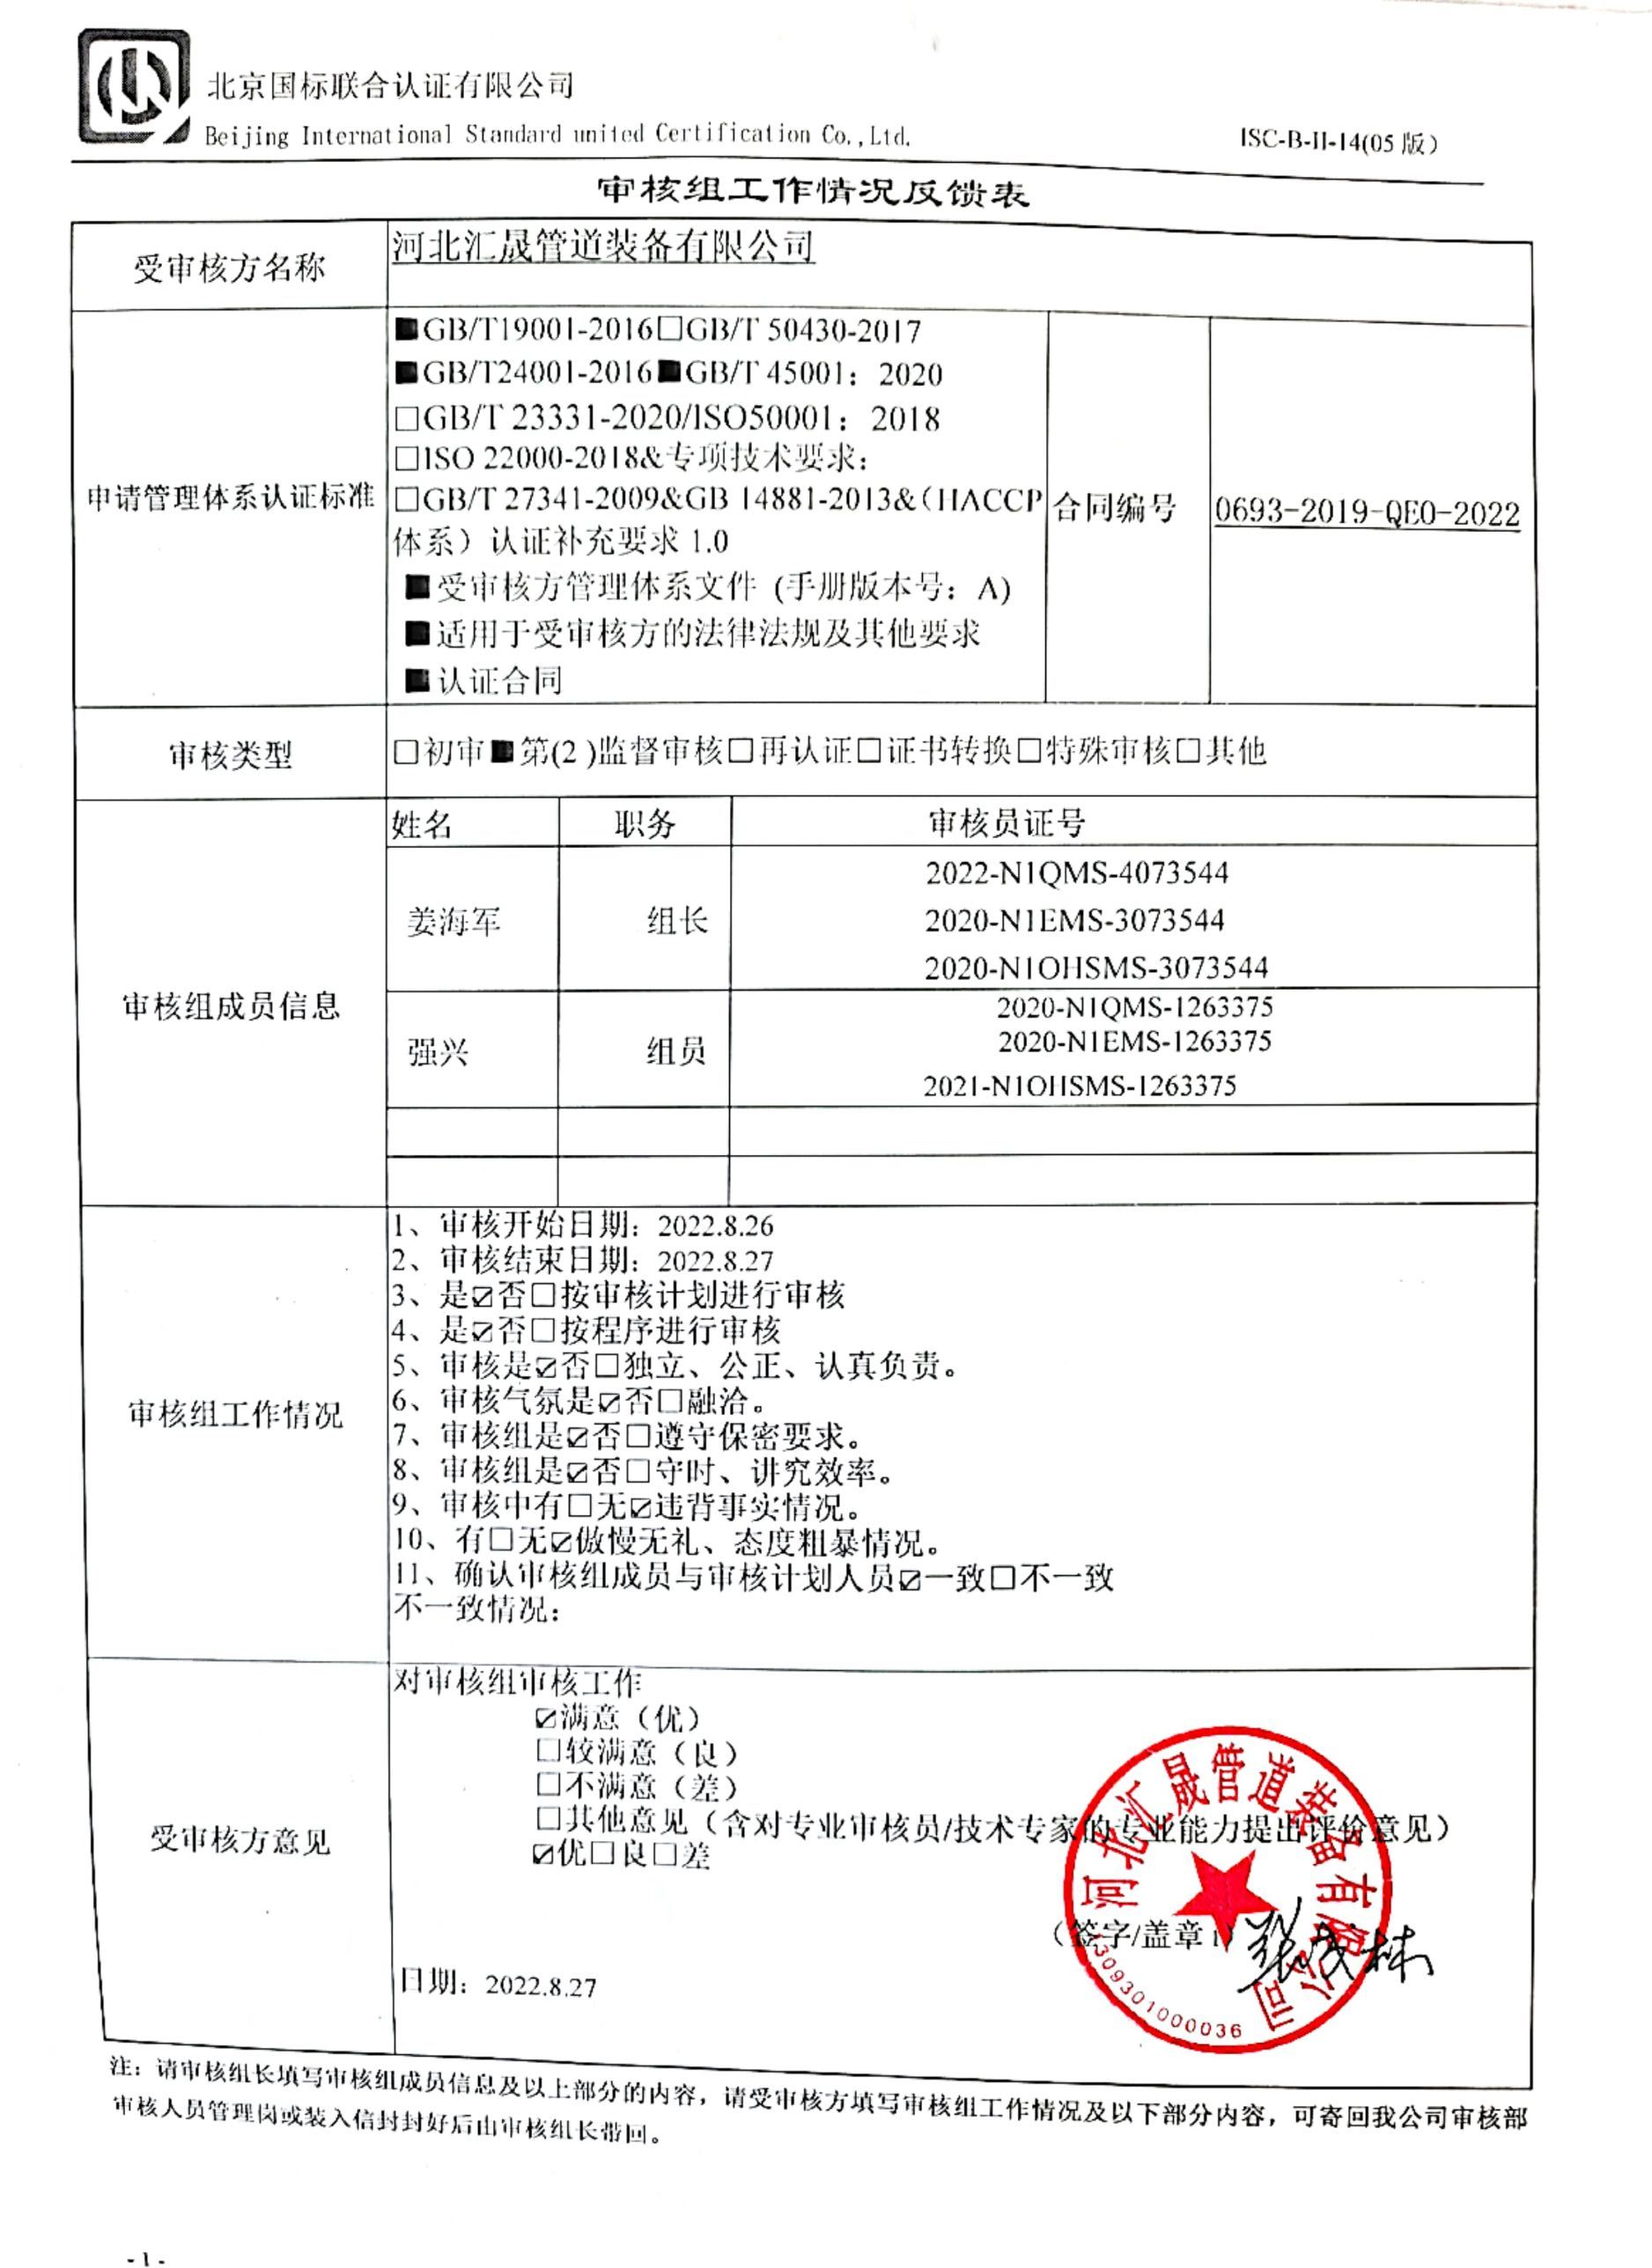 北京国标联合认证有限公司
Beijing International Standard united Certification Co.,Ltd.
ISC-B-II-14(05 版)
审核组工作情况反馈表
受审核方名称
河北汇晟管道装备有限公司
申请管理体系认证标准
■GB/T19001-2016□GB/T 50430-2017
■GB/T24001-2016■GB/T 45001：2020
□GB/T 23331-2020/ISO50001：2018
□ISO 22000-2018&专项技术要求：
□GB/T 27341-2009&GB 14881-2013&（HACCP
体系）认证补充要求 1.0
■受审核方管理体系文件 (手册版本号：A)
■适用于受审核方的法律法规及其他要求
■认证合同
合同编号
0693-2019-QEO-2022
审核类型
□初审■第(2 )监督审核□再认证□证书转换□特殊审核□其他
审核组成员信息
姓名 职务 审核员证号
姜海军 组长
2022-N1QMS-4073544
2020-N1EMS-3073544
2020-N1OHSMS-3073544
强兴 组员
2020-N1QMS-1263375
2020-N1EMS-1263375
2021-N1OHSMS-1263375
审核组工作情况
1、审核开始日期：2022.8.26
2、审核结束日期：2022.8.27
3、是☑否□按审核计划进行审核
4、是☑否□按程序进行审核
5、审核是☑否□独立、公正、认真负责。
6、审核气氛是☑否□融洽。
7、审核组是☑否□遵守保密要求。
8、审核组是☑否□守时、讲究效率。
9、审核中有□无☑违背事实情况。
10、有□无☑傲慢无礼、态度粗暴情况。
11、确认审核组成员与审核计划人员☑一致□不一致
不一致情况：
受审核方意见
对审核组审核工作
☑满意（优）
□较满意（良）
□不满意（差）
□其他意见（含对专业审核员/技术专家的专业能力提出评价意见）
☑优□良□差
（签字/盖章
河北汇晟管道装备有限公司
1309301000036
日期：2022.8.27
注：请审核组长填写审核组成员信息及以上部分的内容，请受审核方填写审核组工作情况及以下部分内容，可寄回我公司审核部
审核人员管理岗或装入信封封好后由审核组长带回。
- 1 -